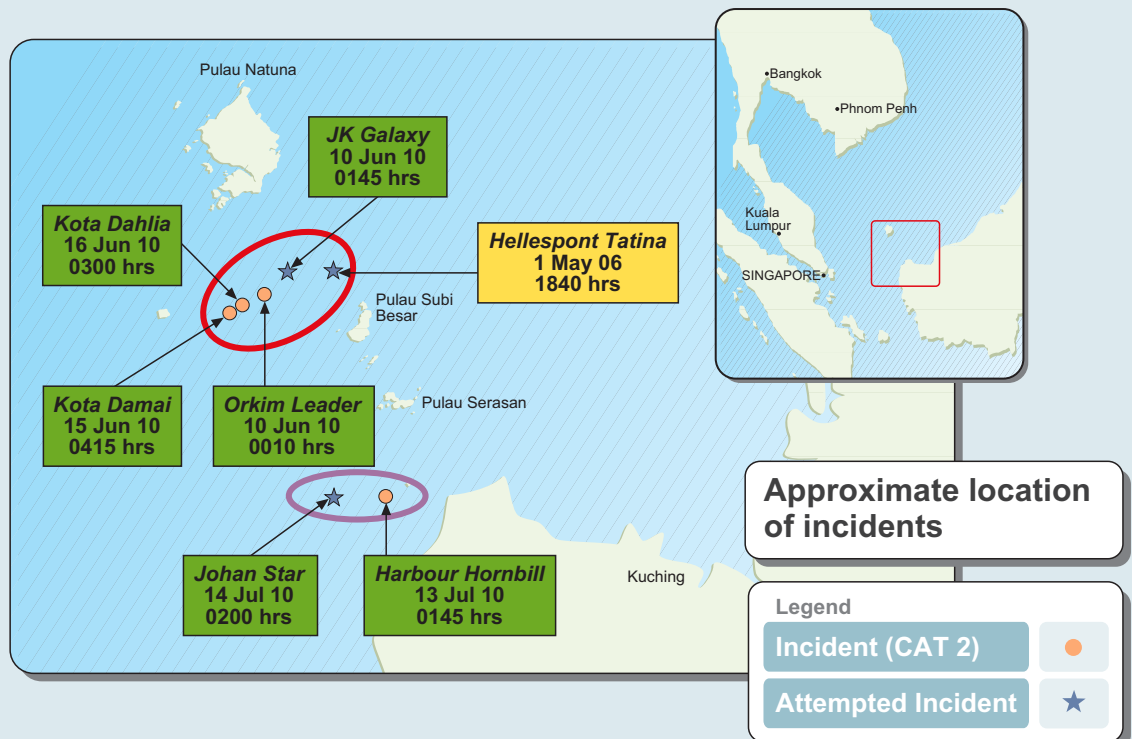 Pulau Natuna
JK Galaxy
10 Jun 10
0145 hrs
Kota Dahlia
16 Jun 10
0300 hrs
Hellespont Tatina
1 May 06
1840 hrs
Pulau Subi
Besar
Kota Damai
15 Jun 10
0415 hrs
Orkim Leader
10 Jun 10
0010 hrs
Pulau Serasan
Johan Star
14 Jul 10
0200 hrs
Harbour Hornbill
13 Jul 10
0145 hrs
Kuching
Bangkok
Phnom Penh
Kuala
Lumpur
SINGAPORE
Approximate location
of incidents
Legend
Incident (CAT 2)
Attempted Incident